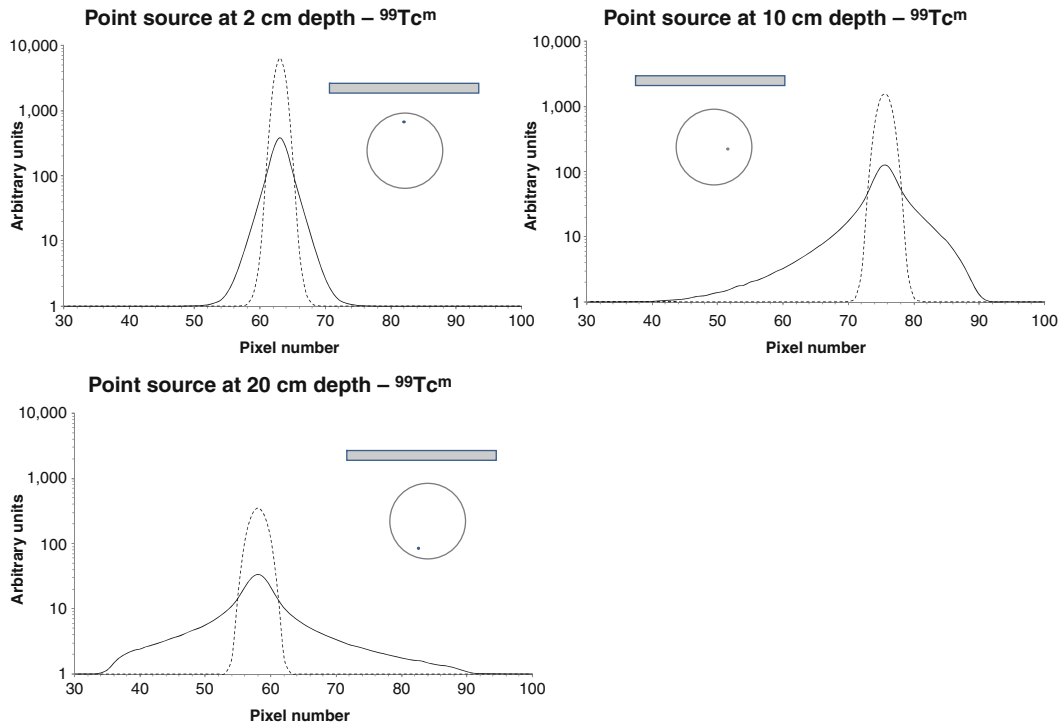 Point source at 2 cm depth – ⁹⁹Tcᵐ
10,000
1,000
100
10
1
Arbitrary units
30 40 50 60 70 80 90 100
Pixel number
Point source at 10 cm depth – ⁹⁹Tcᵐ
10,000
1,000
100
10
1
Arbitrary units
30 40 50 60 70 80 90 100
Pixel number
Point source at 20 cm depth – ⁹⁹Tcᵐ
10,000
1,000
100
10
1
Arbitrary units
30 40 50 60 70 80 90 100
Pixel number